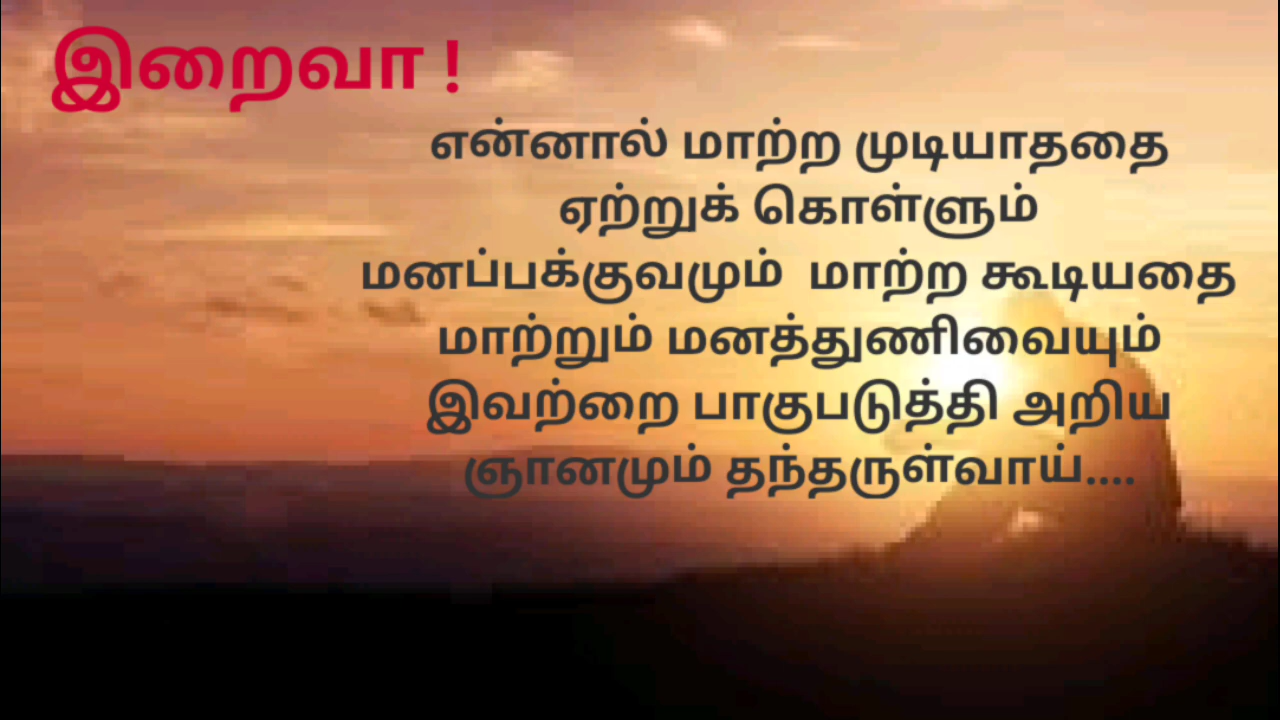 இறைவா !
என்னால் மாற்ற முடியாததை
ஏற்றுக் கொள்ளும்
மனப்பக்குவமும் மாற்ற கூடியதை
மாற்றும் மனத்துணிவையும்
இவற்றை பாகுபடுத்தி அறிய
ஞானமும் தந்தருள்வாய்....